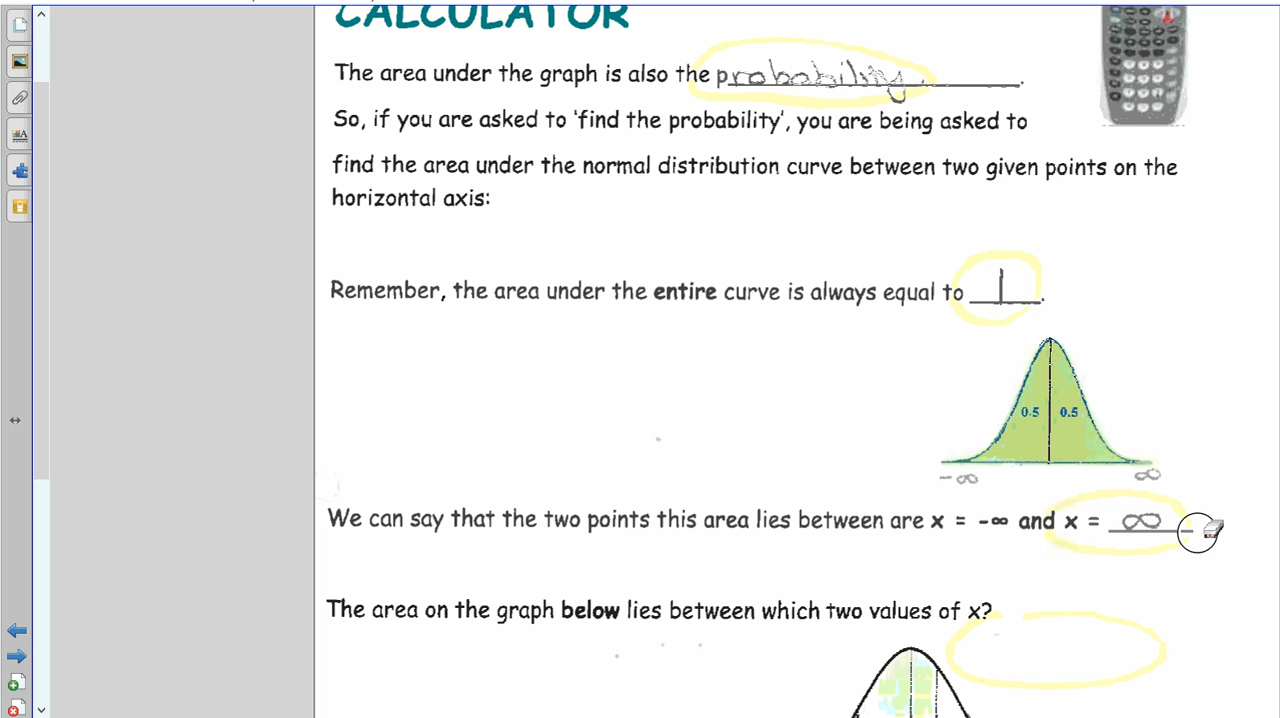 CALCULATOR
The area under the graph is also the probability.
So, if you are asked to 'find the probability', you are being asked to
find the area under the normal distribution curve between two given points on the
horizontal axis:
Remember, the area under the entire curve is always equal to 1.
0.5 0.5
-∞ ∞
We can say that the two points this area lies between are x = -∞ and x = ∞
The area on the graph below lies between which two values of x?